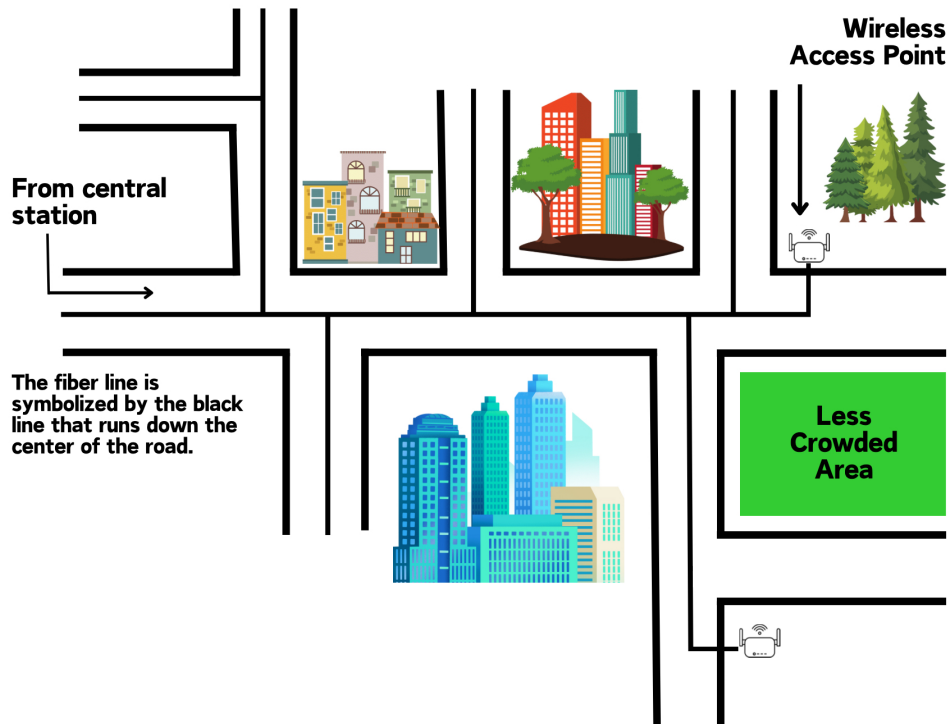 Wireless
Access Point
From central
station
The fiber line is
symbolized by the black
line that runs down the
center of the road.
Less
Crowded
Area